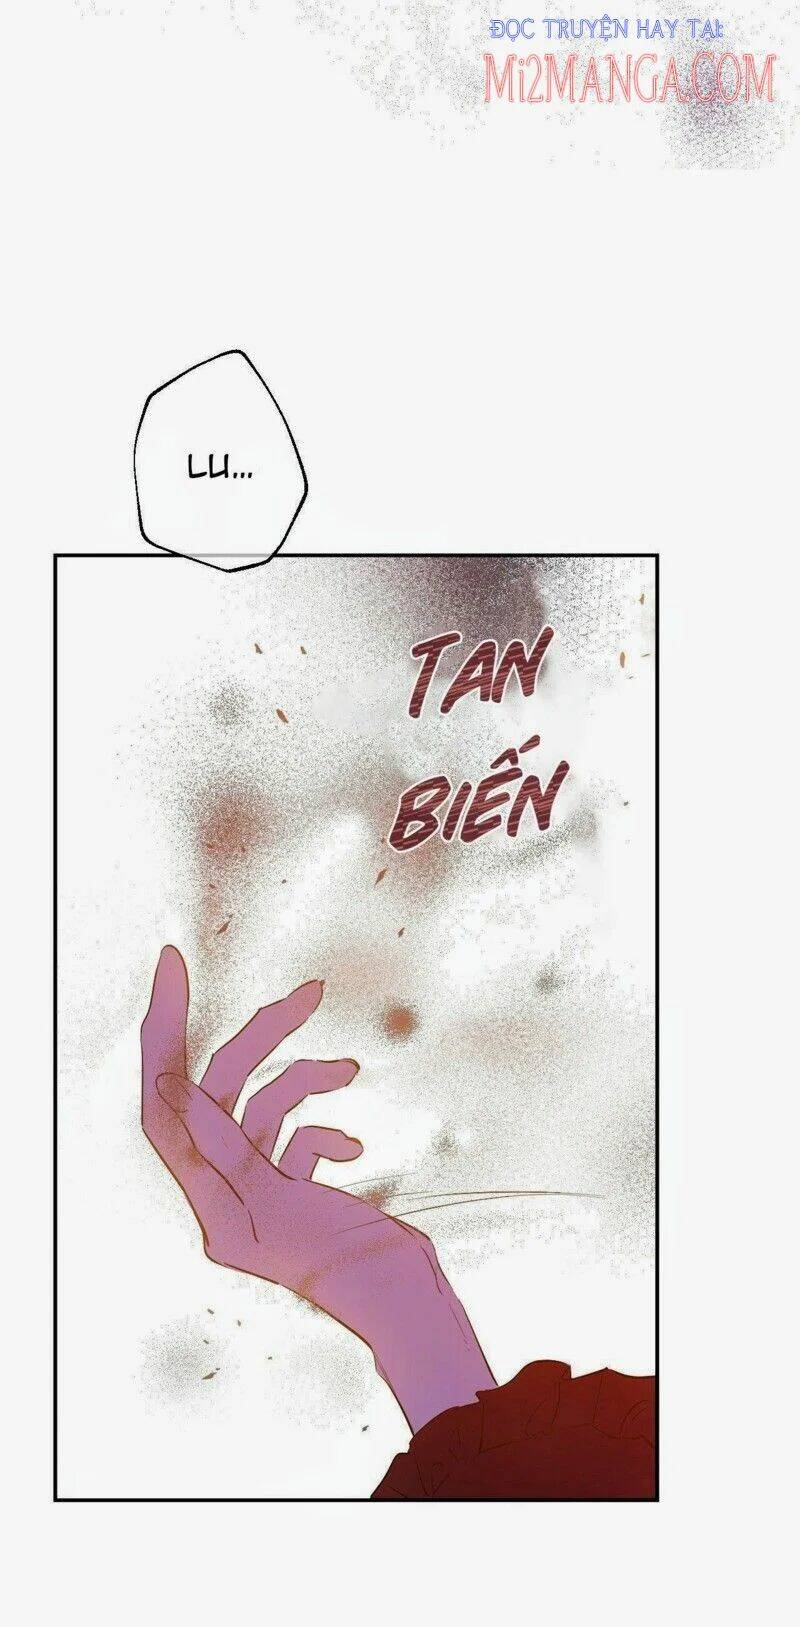 ĐỌC TRUYỆN HAY TẠI:
Mi2MANGA.COM
LU...
TAN
BIẾN